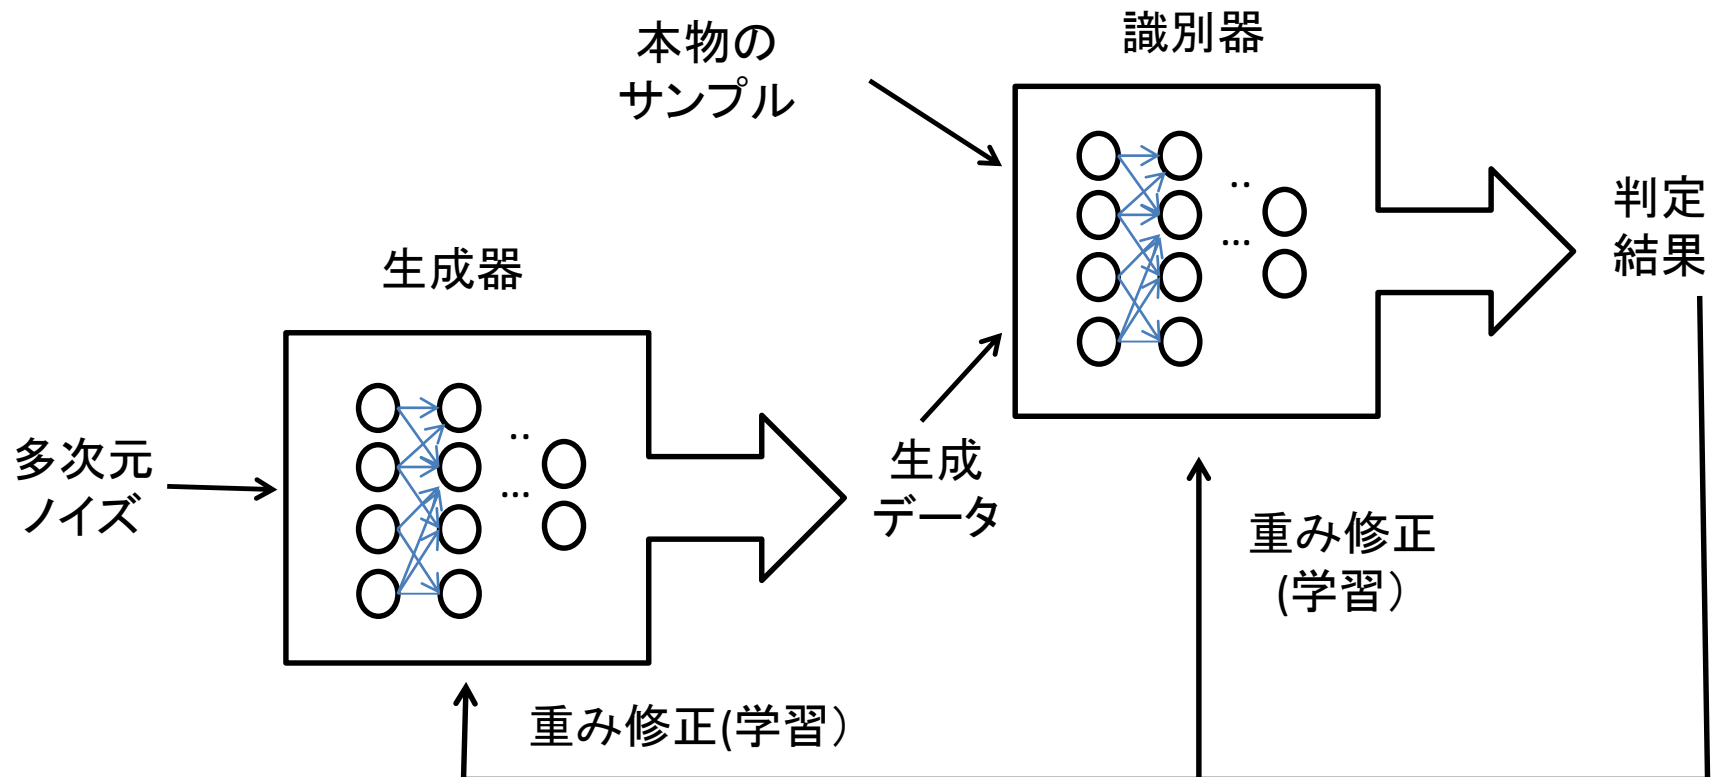 本物の
サンプル
識別器
判定
結果
生成器
多次元
ノイズ
生成
データ
重み修正
(学習）
重み修正(学習）